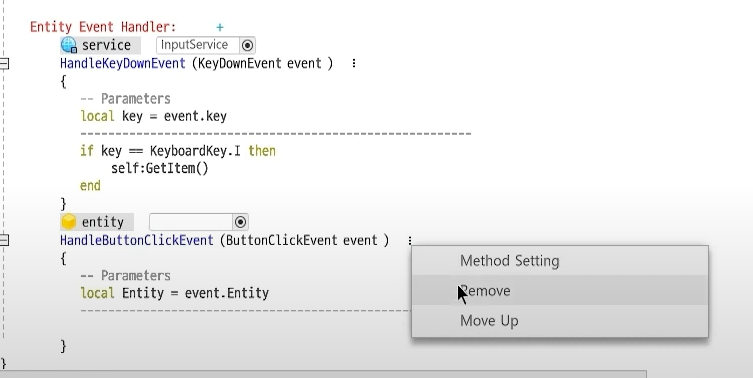 Entity Event Handler: +
service InputService
HandleKeyDownEvent (KeyDownEvent event )
{
-- Parameters
local key = event.key
--------------------------------------------------------
if key == KeyboardKey.I then
self:GetItem()
end
}
entity
HandleButtonClickEvent (ButtonClickEvent event )
{
-- Parameters
local Entity = event.Entity
--------------------------------------------------------
}
}
Method Setting
Remove
Move Up